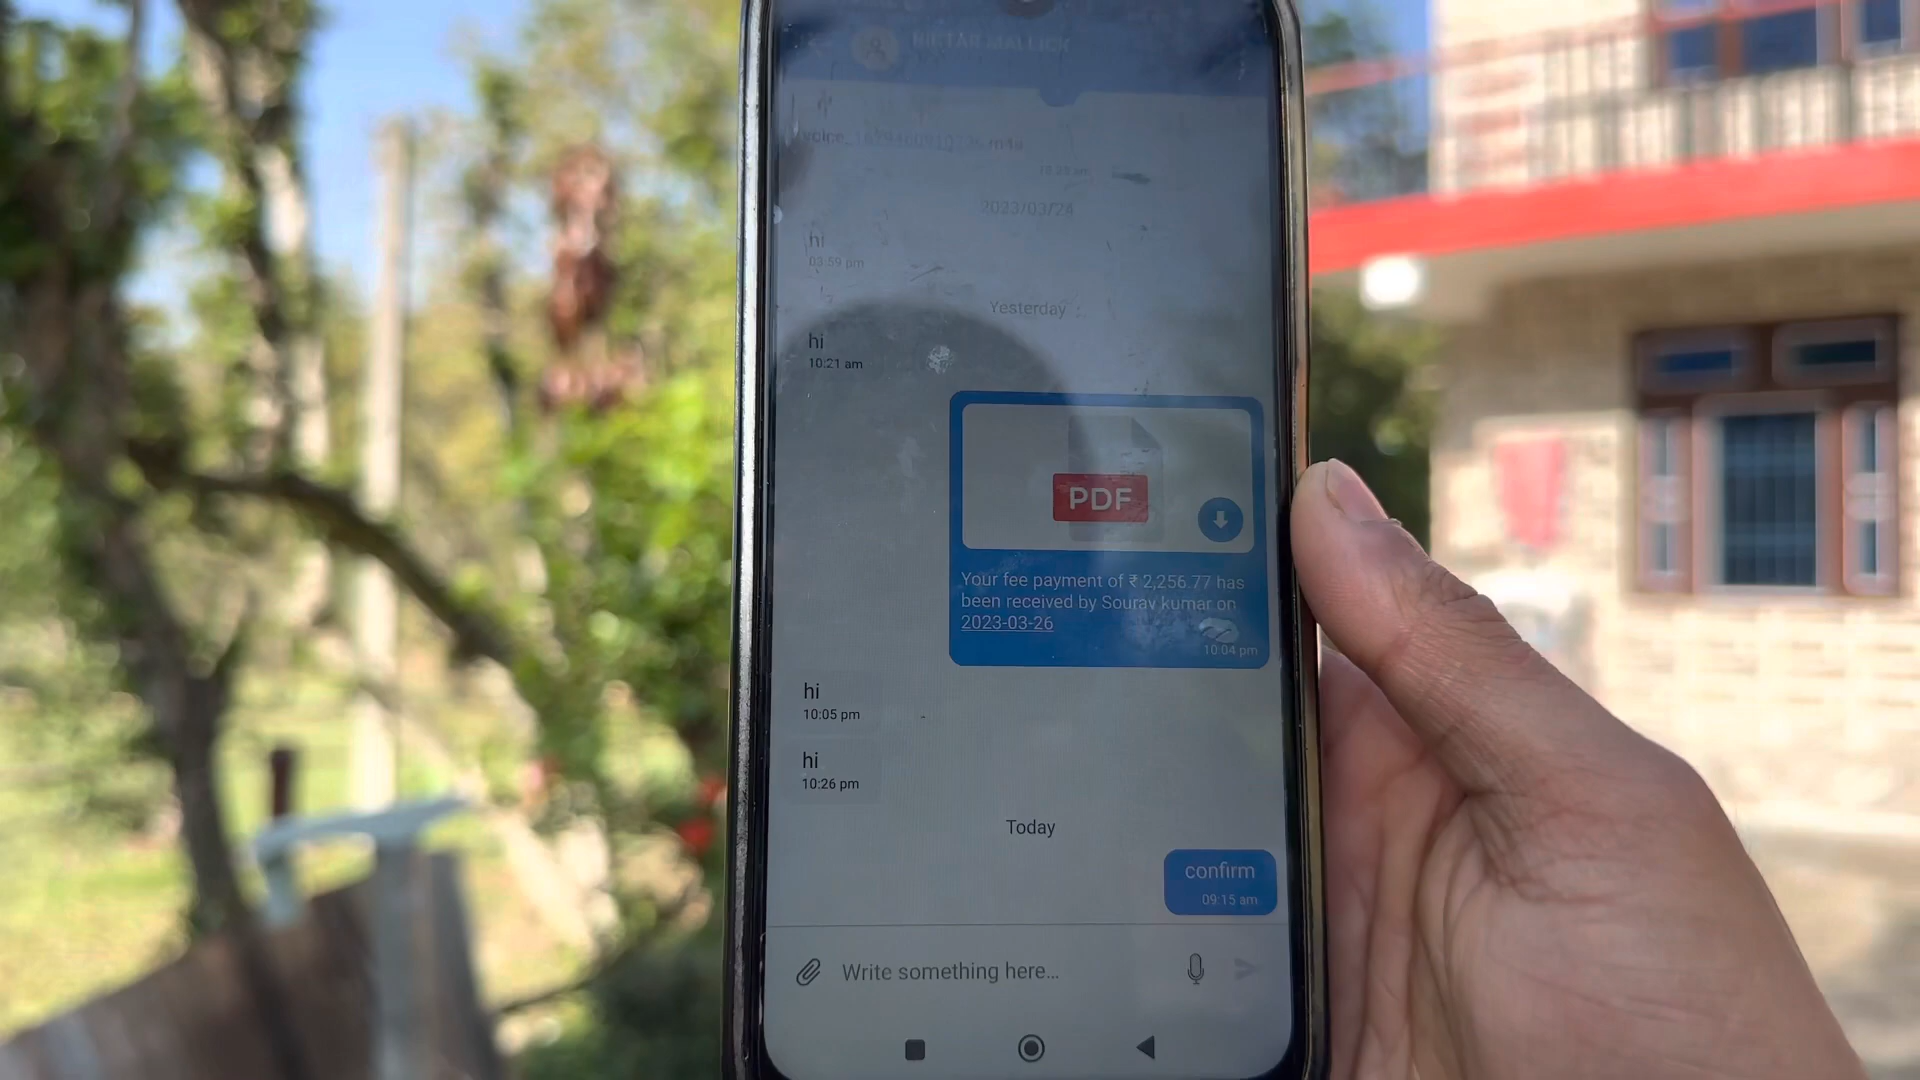 MALLICK
2023/03/24
hi
03:59 pm
Yesterday
hi
10:21 am
PDF
Your fee payment of ₹ 2,256.77 has
been received by Sourav kumar on
2023-03-26
10:04 pm
hi
10:05 pm
hi
10:26 pm
Today
confirm
09:15 am
Write something here...